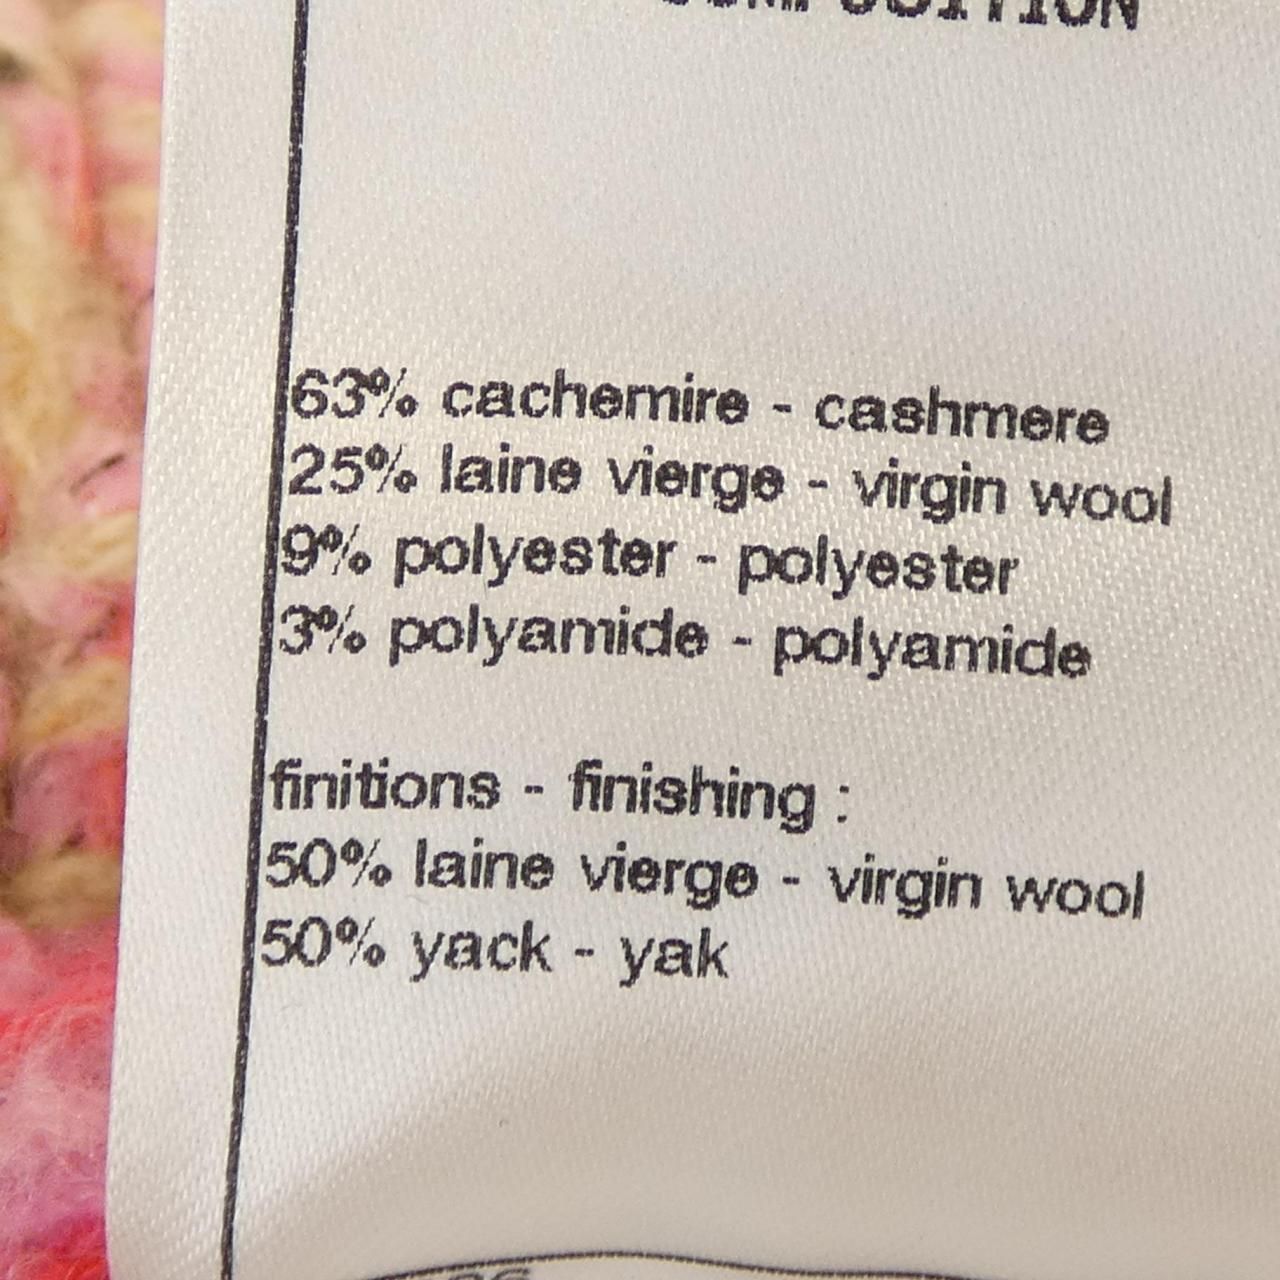 COMPOSITION
63% cachemire - cashmere
25% laine vierge - virgin wool
9% polyester - polyester
3% polyamide - polyamide
finitions - finishing :
50% laine vierge - virgin wool
50% yack - yak